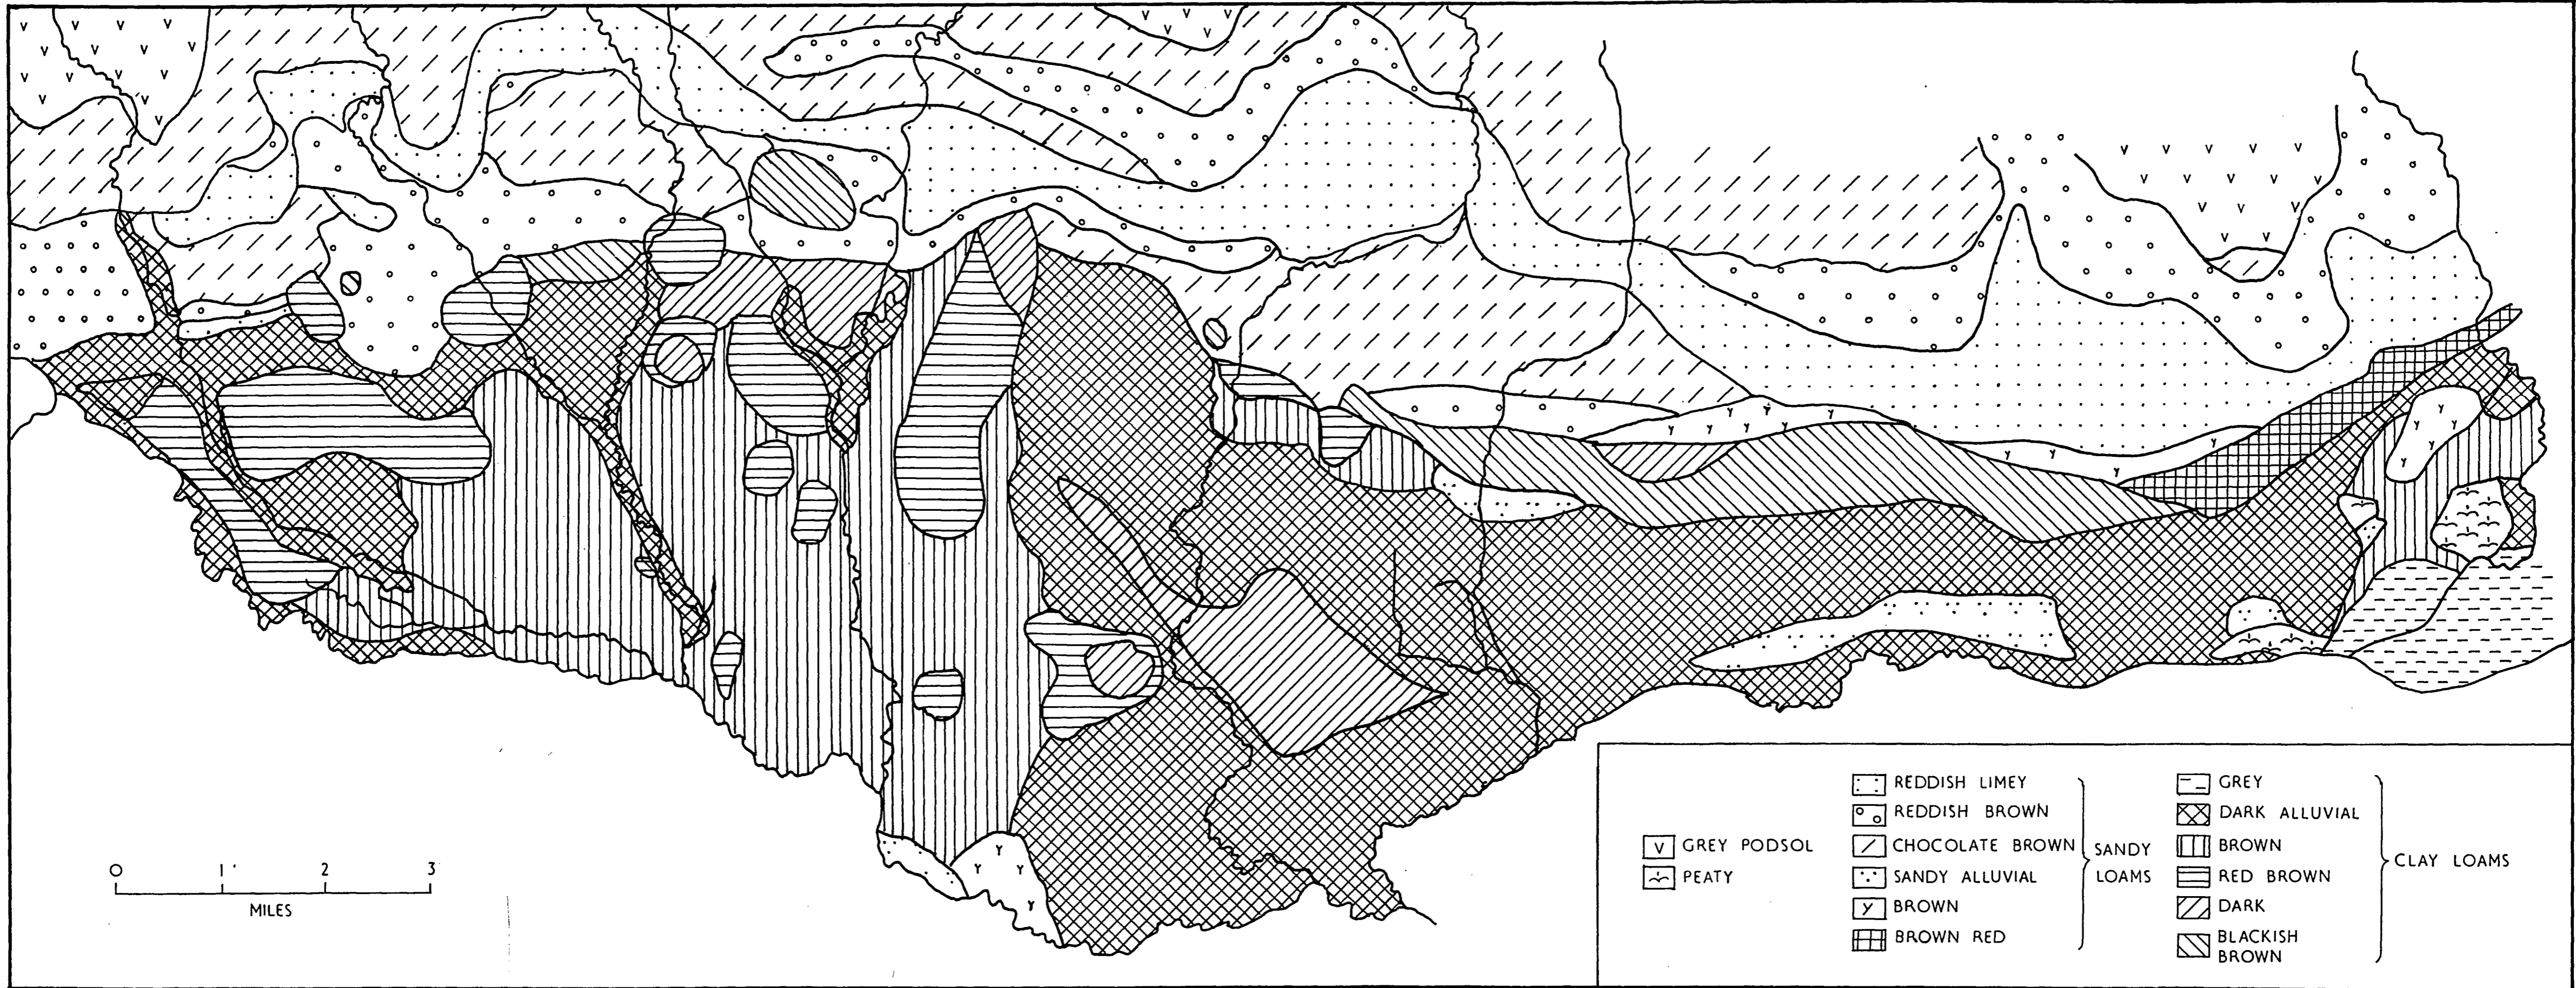 0 1 2 3
MILES
GREY PODSOL
PEATY
REDDISH LIMEY
REDDISH BROWN
CHOCOLATE BROWN
SANDY ALLUVIAL
BROWN
BROWN RED
SANDY
LOAMS
GREY
DARK ALLUVIAL
BROWN
RED BROWN
DARK
BLACKISH
BROWN
CLAY LOAMS